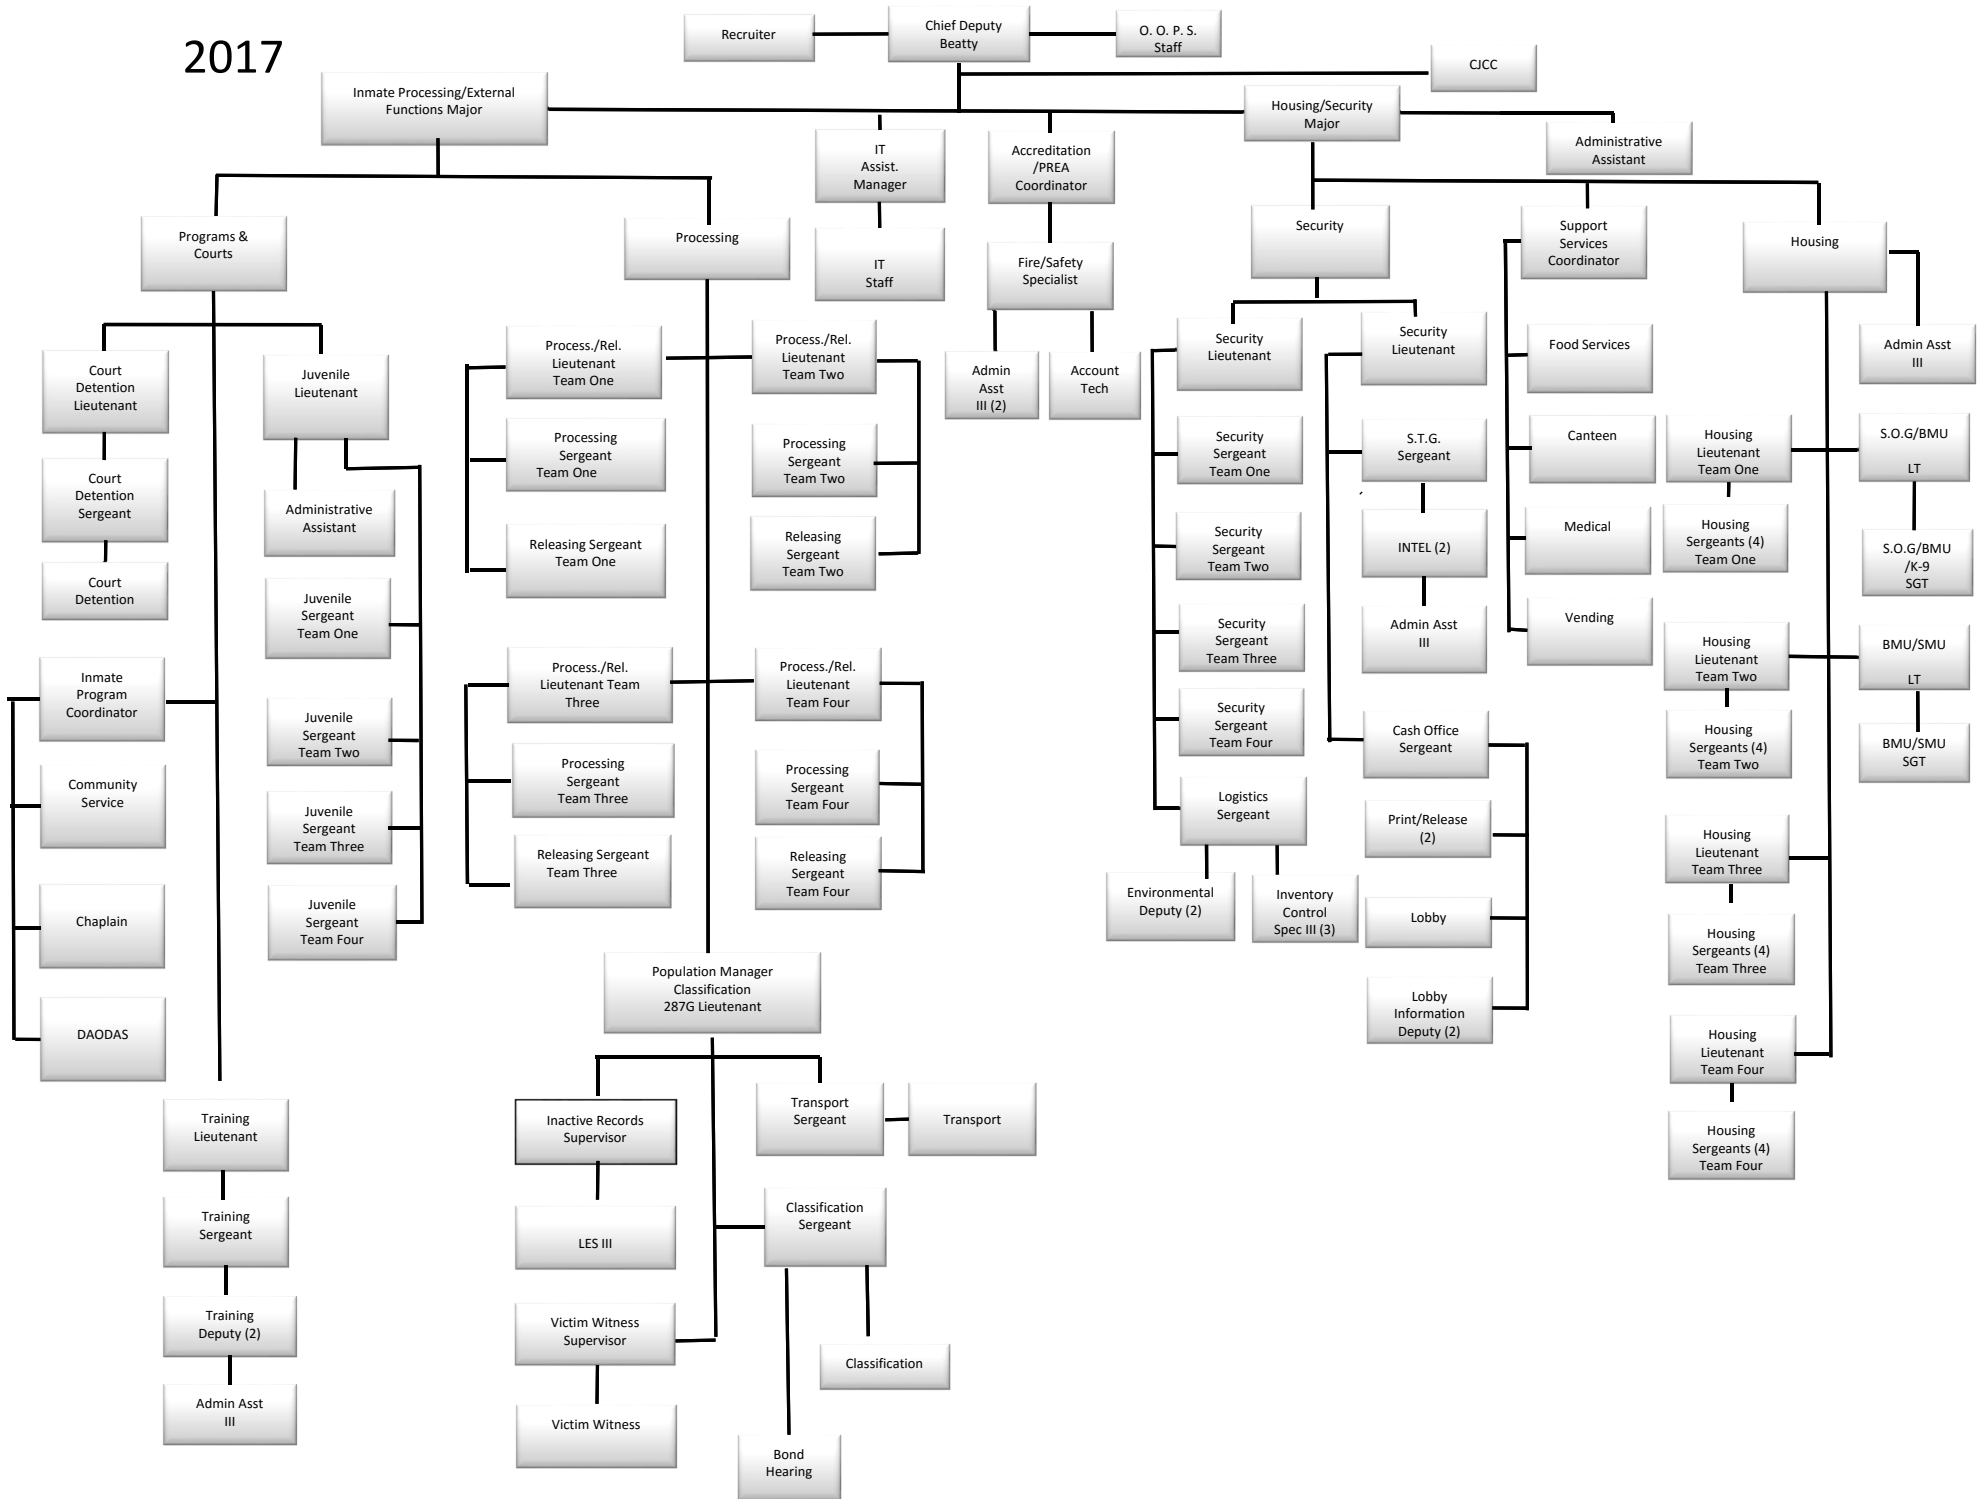 2017
Recruiter
Chief Deputy
Beatty
O. O. P. S.
Staff
CJCC
Inmate Processing/External
Functions Major
Housing/Security
Major
Administrative
Assistant
IT
Assist.
Manager
Accreditation
/PREA
Coordinator
IT
Staff
Fire/Safety
Specialist
Admin
Asst
III (2)
Account
Tech
Programs &
Courts
Processing
Security
Support
Services
Coordinator
Housing
Court
Detention
Lieutenant
Court
Detention
Sergeant
Court
Detention
Juvenile
Lieutenant
Administrative
Assistant
Juvenile
Sergeant
Team One
Juvenile
Sergeant
Team Two
Juvenile
Sergeant
Team Three
Juvenile
Sergeant
Team Four
Inmate
Program
Coordinator
Community
Service
Chaplain
DAODAS
Training
Lieutenant
Training
Sergeant
Training
Deputy (2)
Admin Asst
III
Process./Rel.
Lieutenant
Team One
Processing
Sergeant
Team One
Releasing Sergeant
Team One
Process./Rel.
Lieutenant
Team Two
Processing
Sergeant
Team Two
Releasing
Sergeant
Team Two
Process./Rel.
Lieutenant Team
Three
Processing
Sergeant
Team Three
Releasing Sergeant
Team Three
Process./Rel.
Lieutenant
Team Four
Processing
Sergeant
Team Four
Releasing
Sergeant
Team Four
Population Manager
Classification
287G Lieutenant
Inactive Records
Supervisor
LES III
Victim Witness
Supervisor
Victim Witness
Transport
Sergeant
Transport
Classification
Sergeant
Classification
Bond
Hearing
Security
Lieutenant
Security
Sergeant
Team One
Security
Sergeant
Team Two
Security
Sergeant
Team Three
Security
Sergeant
Team Four
Logistics
Sergeant
Environmental
Deputy (2)
Inventory
Control
Spec III (3)
Security
Lieutenant
S.T.G.
Sergeant
INTEL (2)
Admin Asst
III
Cash Office
Sergeant
Print/Release
(2)
Lobby
Lobby
Information
Deputy (2)
Food Services
Canteen
Medical
Vending
Admin Asst
III
Housing
Lieutenant
Team One
Housing
Sergeants (4)
Team One
S.O.G/BMU
LT
S.O.G/BMU
/K-9
SGT
Housing
Lieutenant
Team Two
Housing
Sergeants (4)
Team Two
BMU/SMU
LT
BMU/SMU
SGT
Housing
Lieutenant
Team Three
Housing
Sergeants (4)
Team Three
Housing
Lieutenant
Team Four
Housing
Sergeants (4)
Team Four